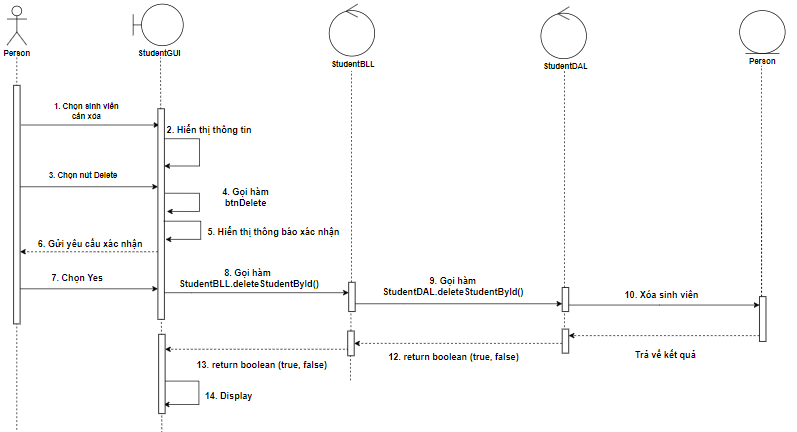 Person
StudentGUI
StudentBLL
StudentDAL
Person
1. Chọn sinh viên
cần xóa
2. Hiển thị thông tin
3. Chọn nút Delete
4. Gọi hàm
btnDelete
5. Hiển thị thông báo xác nhận
6. Gửi yêu cầu xác nhận
7. Chọn Yes
8. Gọi hàm
StudentBLL.deleteStudentById()
9. Gọi hàm
StudentDAL.deleteStudentById()
10. Xóa sinh viên
Trả về kết quả
12. return boolean (true, false)
13. return boolean (true, false)
14. Display